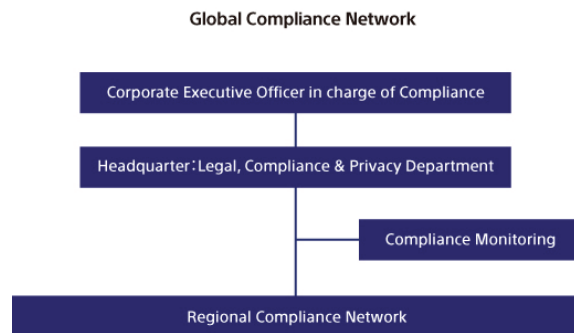 Global Compliance Network
Corporate Executive Officer in charge of Compliance
Headquarter：Legal, Compliance & Privacy Department
Compliance Monitoring
Regional Compliance Network